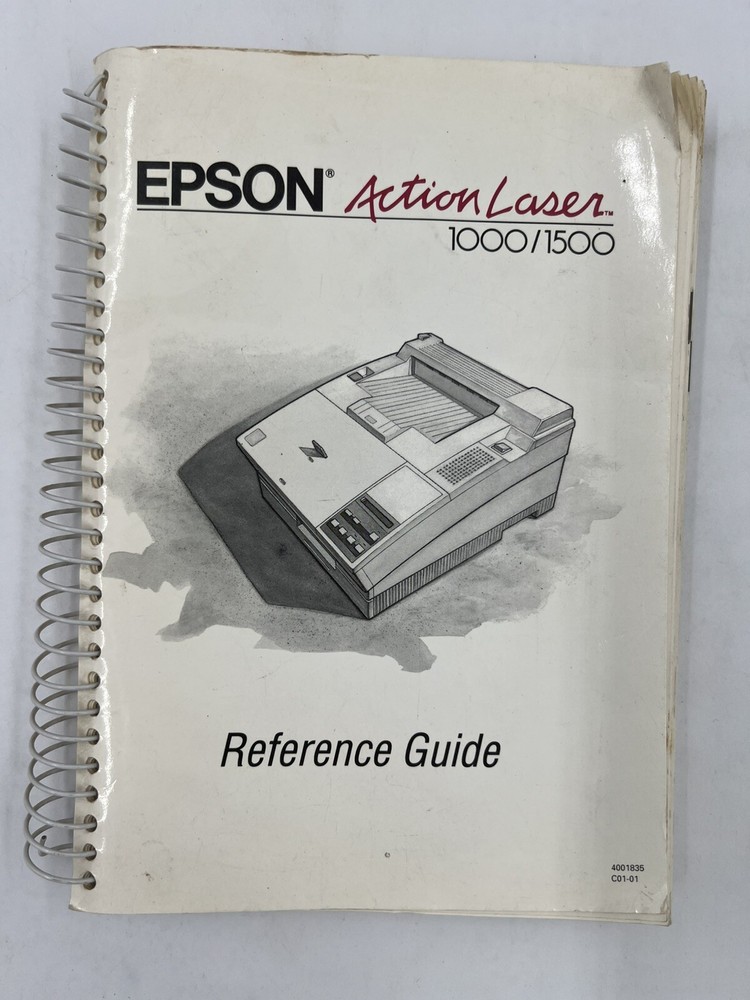 EPSON® Action Laser™
1000/1500
Reference Guide
4001835
C01-01